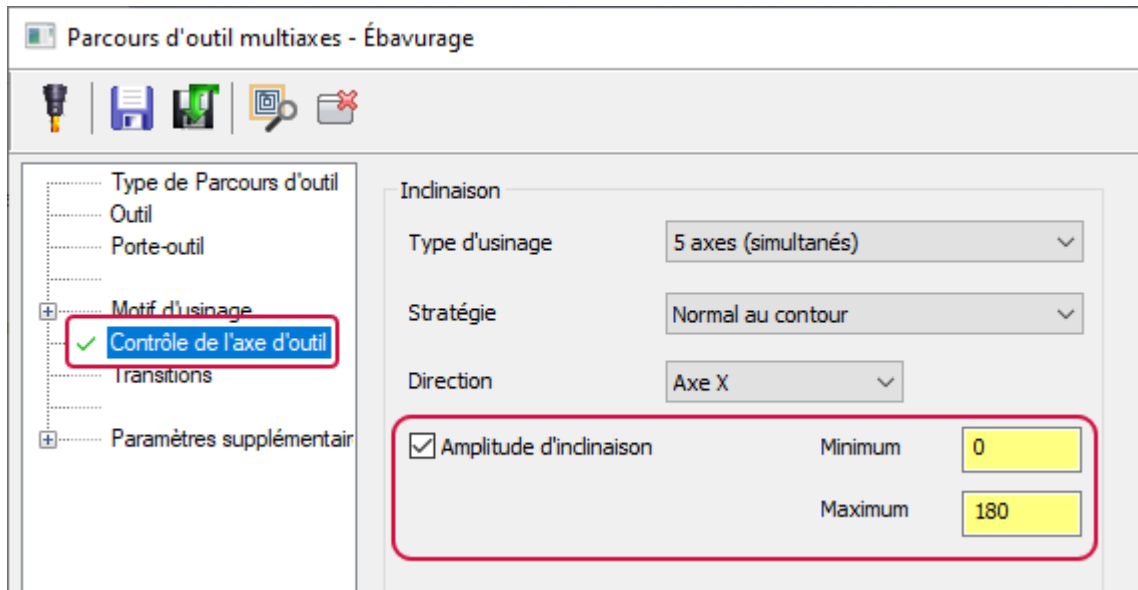 Parcours d'outil multiaxes - Ébavurage
Type de Parcours d'outil
Outil
Porte-outil
Motif d'usinage
Contrôle de l'axe d'outil
Transitions
Paramètres supplémentair
Inclinaison
Type d'usinage 5 axes (simultanés)
Stratégie Normal au contour
Direction Axe X
Amplitude d'inclinaison Minimum 0
Maximum 180